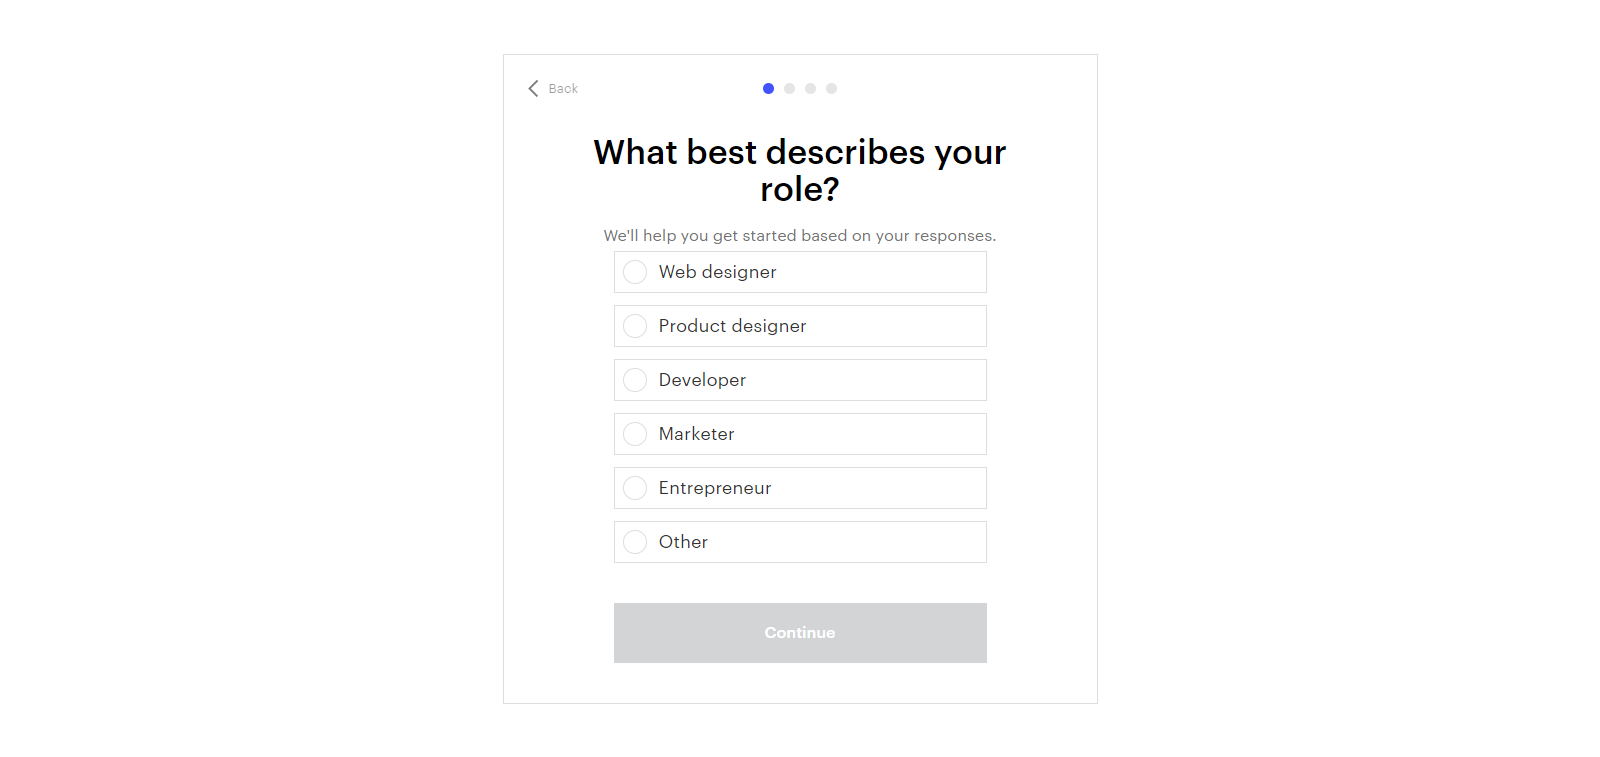 Back
What best describes your
role?
We'll help you get started based on your responses.
Web designer
Product designer
Developer
Marketer
Entrepreneur
Other
Continue